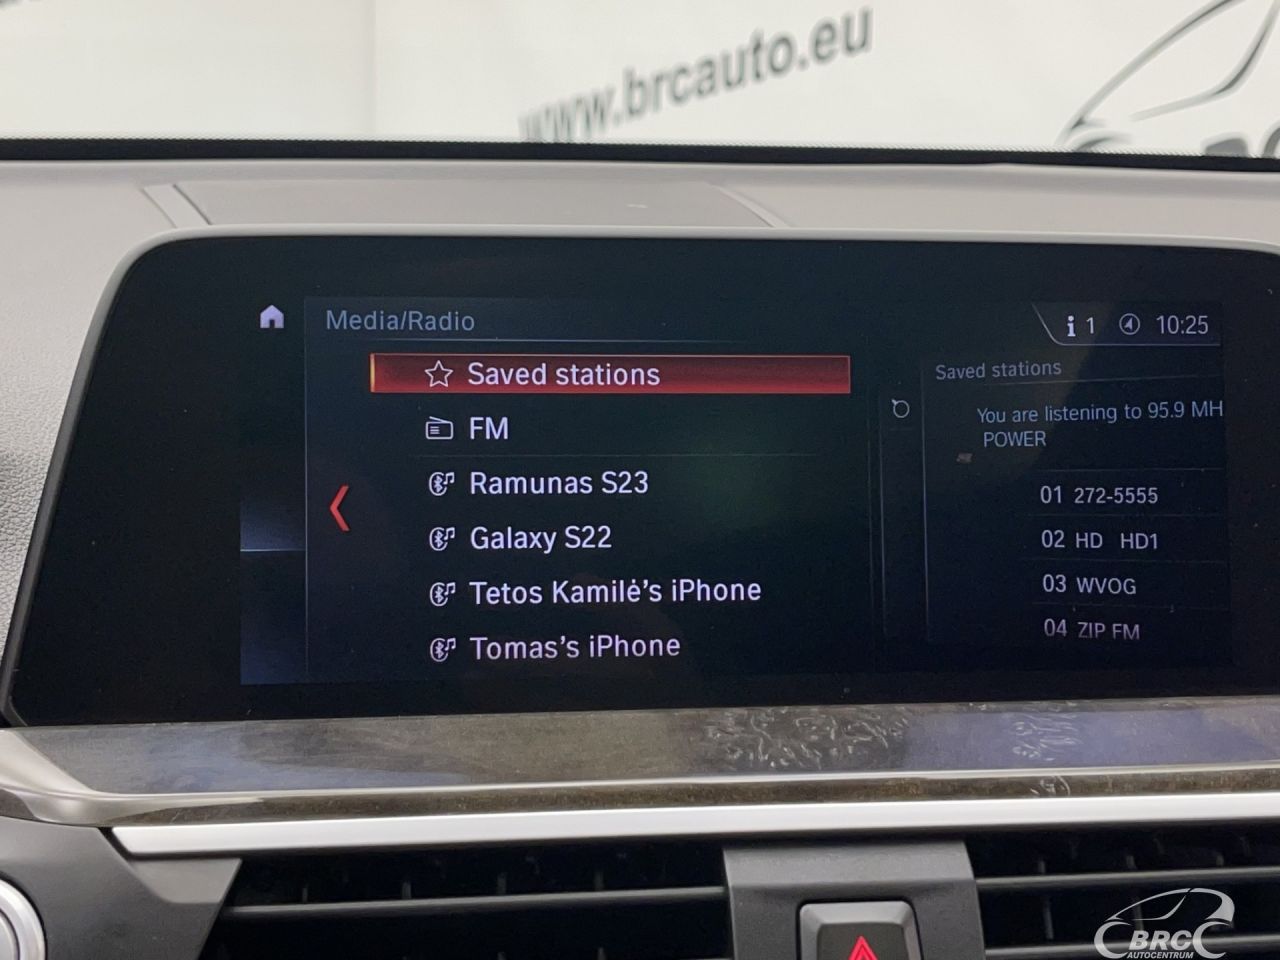 www.brcauto.eu
Media/Radio
i 1
10:25
Saved stations
FM
Ramunas S23
Galaxy S22
Tetos Kamilė's iPhone
Tomas's iPhone
Saved stations
You are listening to 95.9 MH
POWER
01 272-5555
02 HD HD1
03 WVOG
04 ZIP FM
BRC
AUTOCENTRUM